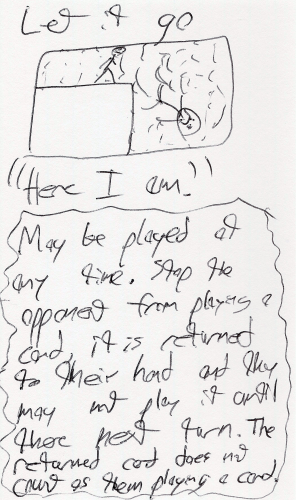 Let it go
"Here I am."
May be played at
any time. Stop the
opponent from playing a
card, it is returned
to their hand and they
may not play it until
there next turn. The
returned card does not
count as them playing a card.